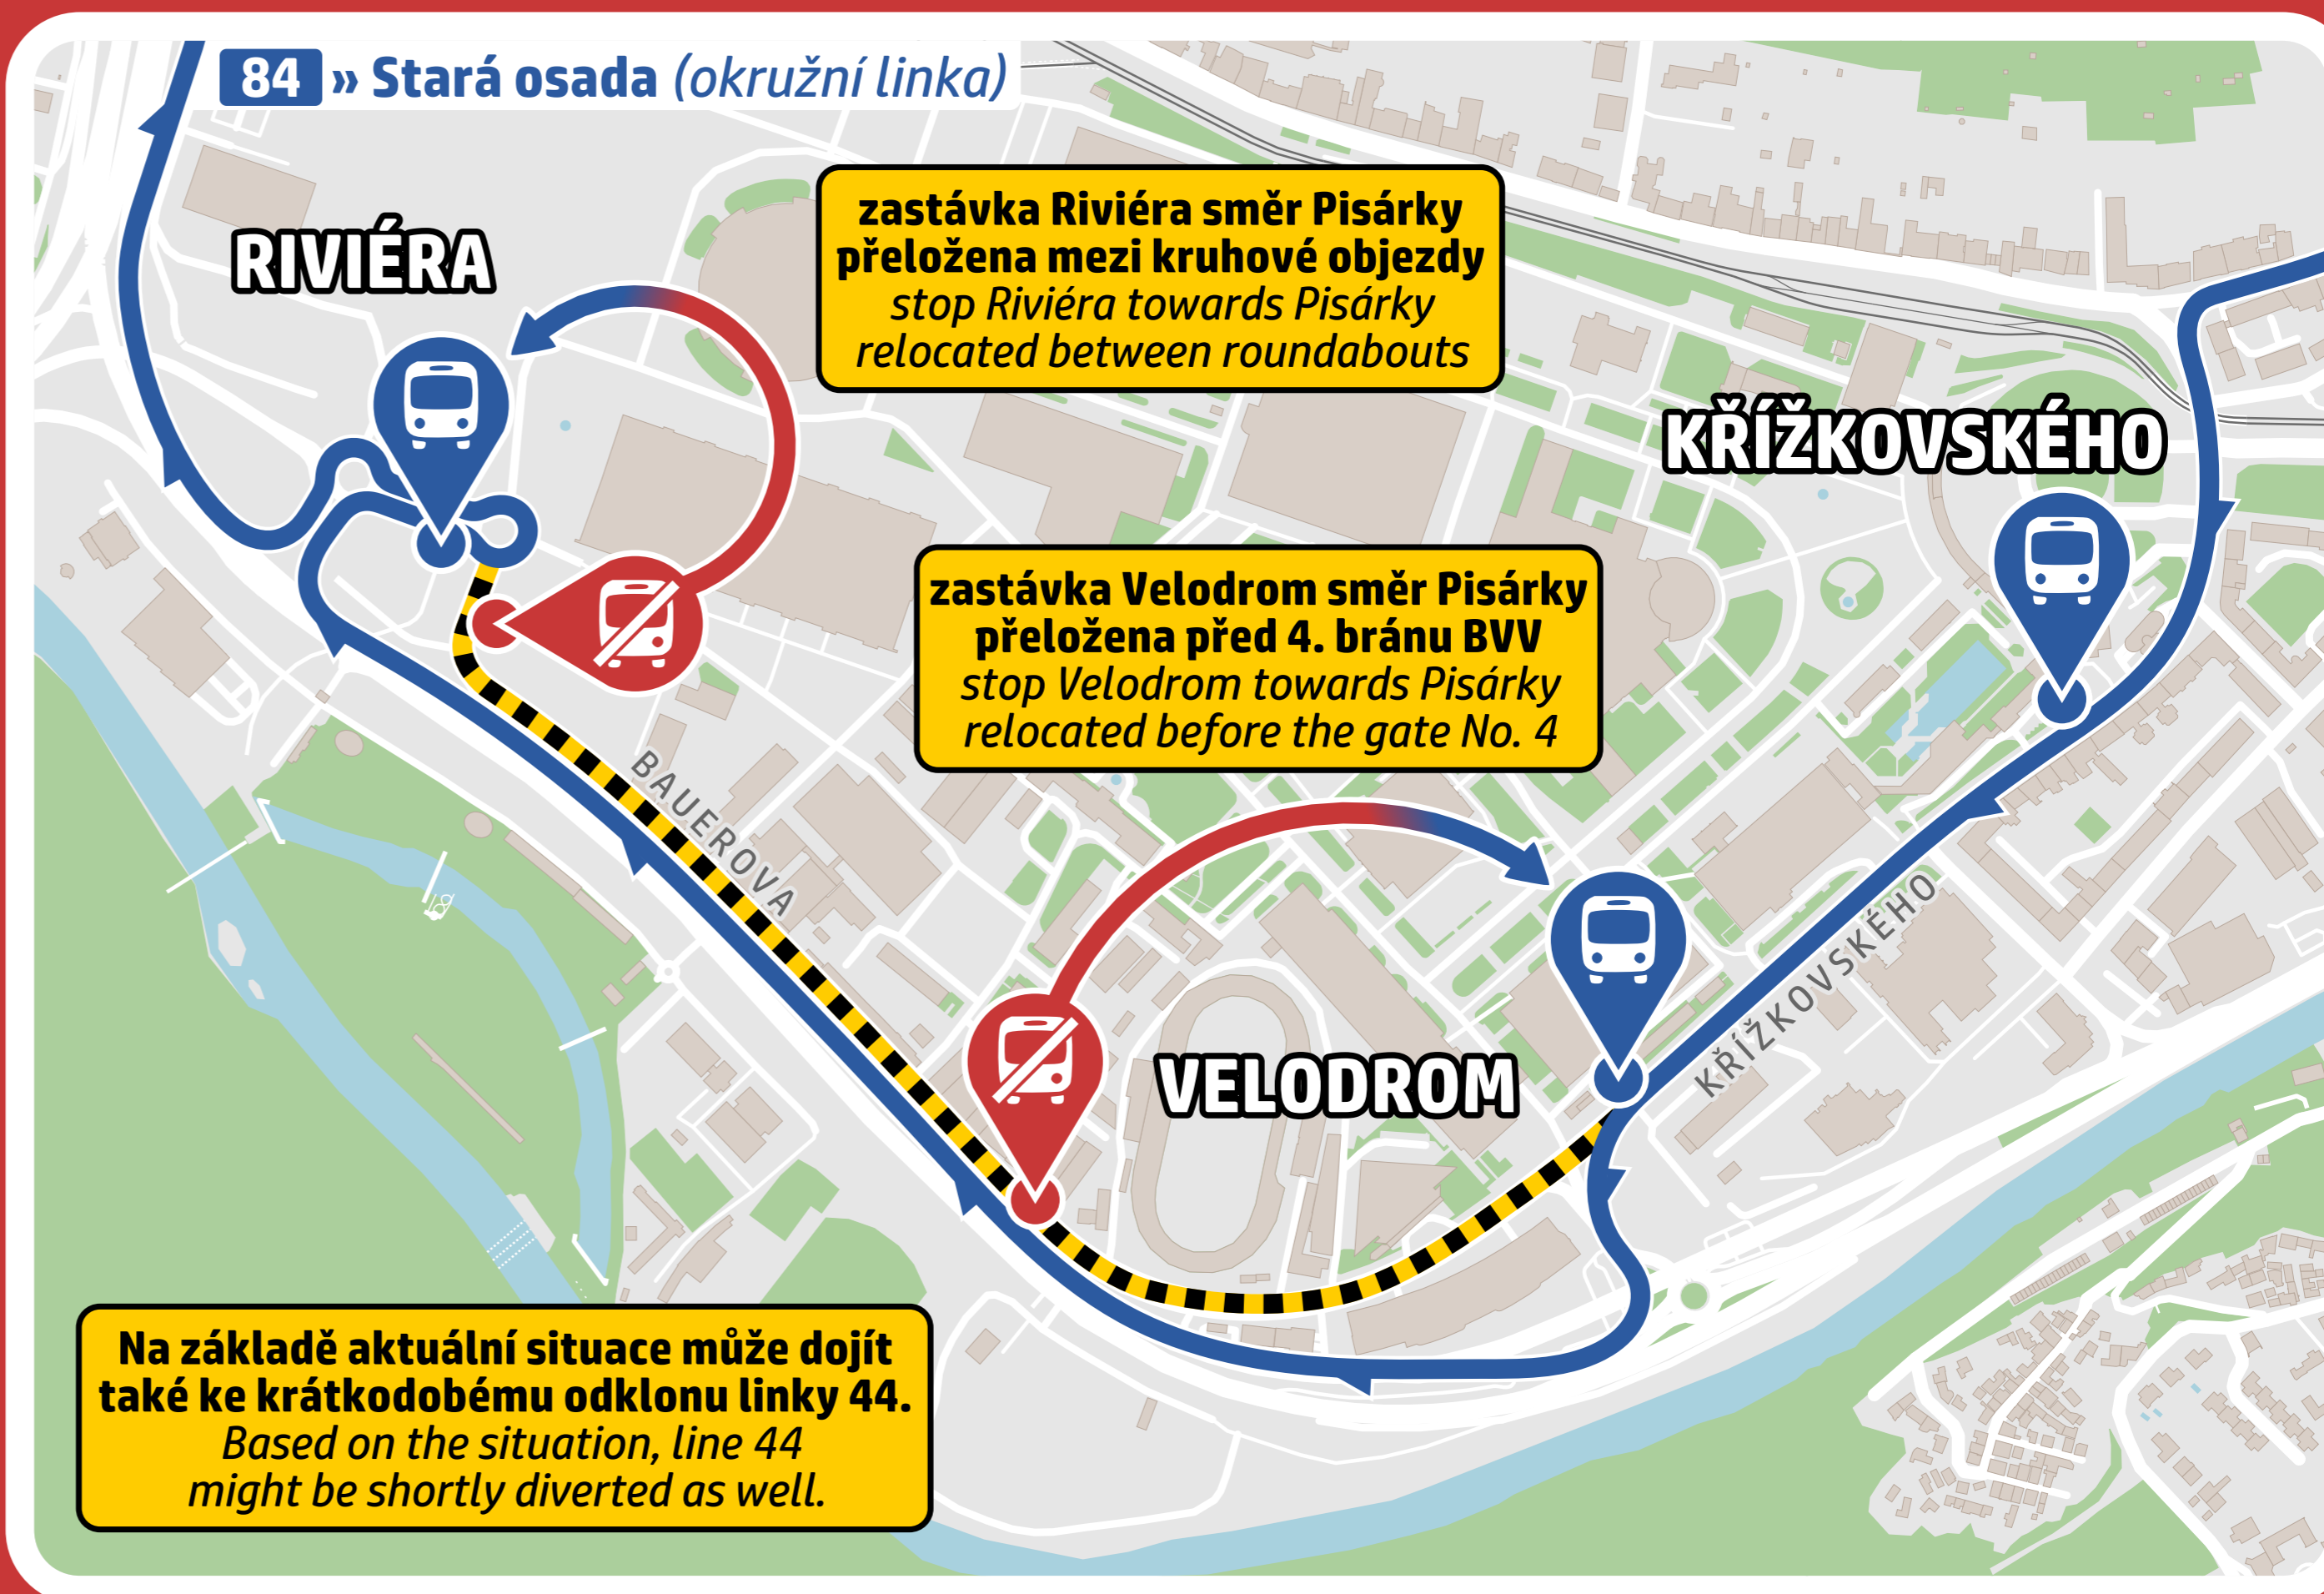 84 » Stará osada (okružní linka)
RIVIÉRA
zastávka Riviéra směr Pisárky
přeložena mezi kruhové objezdy
stop Riviéra towards Pisárky
relocated between roundabouts
KŘÍŽKOVSKÉHO
zastávka Velodrom směr Pisárky
přeložena před 4. bránu BVV
stop Velodrom towards Pisárky
relocated before the gate No. 4
BAUEROVA
KŘÍŽKOVSKÉHO
VELODROM
Na základě aktuální situace může dojít
také ke krátkodobému odklonu linky 44.
Based on the situation, line 44
might be shortly diverted as well.